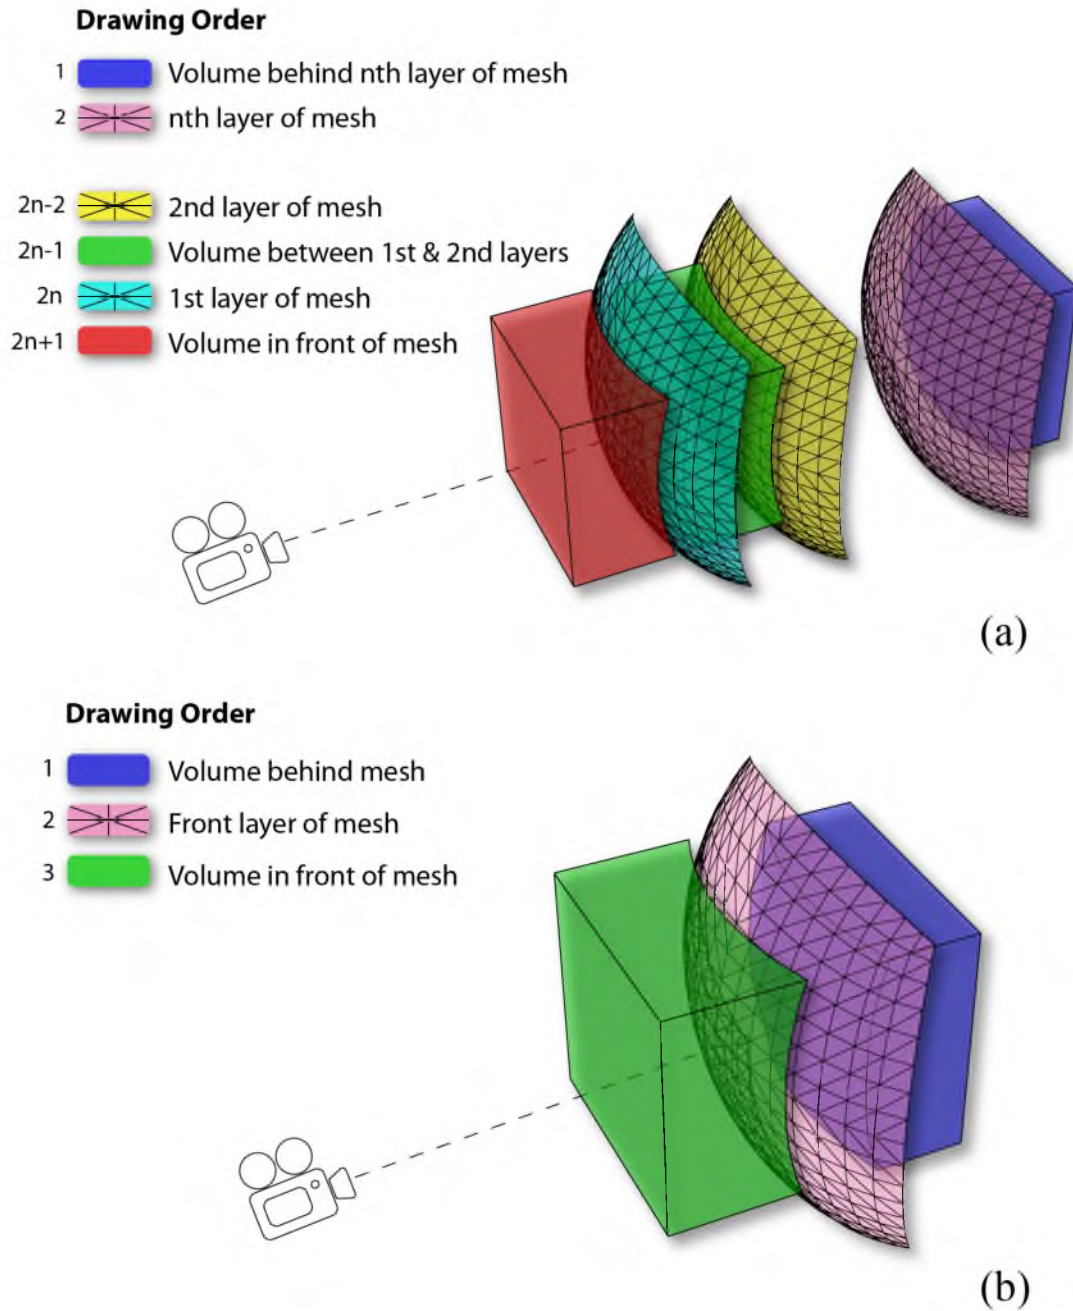 Drawing Order
1 Volume behind nth layer of mesh
2 nth layer of mesh
2n-2 2nd layer of mesh
2n-1 Volume between 1st & 2nd layers
2n 1st layer of mesh
2n+1 Volume in front of mesh
(a)
Drawing Order
1 Volume behind mesh
2 Front layer of mesh
3 Volume in front of mesh
(b)